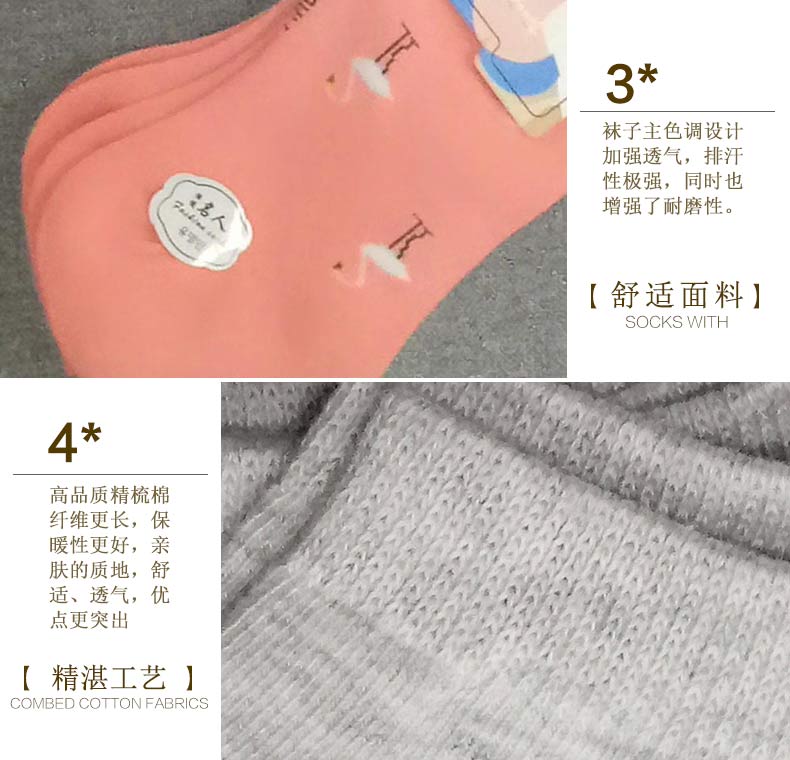 3*
袜子主色调设计
加强透气，排汗
性极强，同时也
增强了耐磨性。
【舒适面料】
SOCKS WITH
名人
Fashion
4*
高品质精梳棉
纤维更长，保
暖性更好，亲
肤的质地，舒
适、透气，优
点更突出
【 精湛工艺 】
COMBED COTTON FABRICS